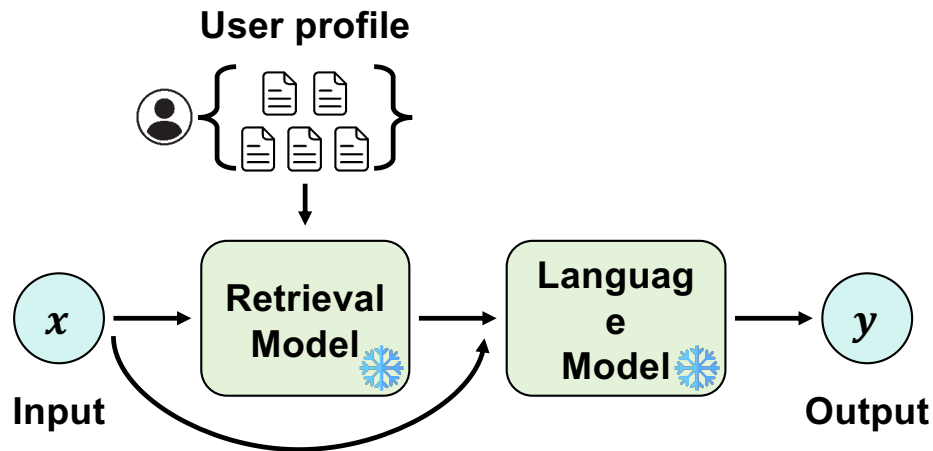 User profile
Retrieval
Model
Languag
e
Model
x
y
Input
Output